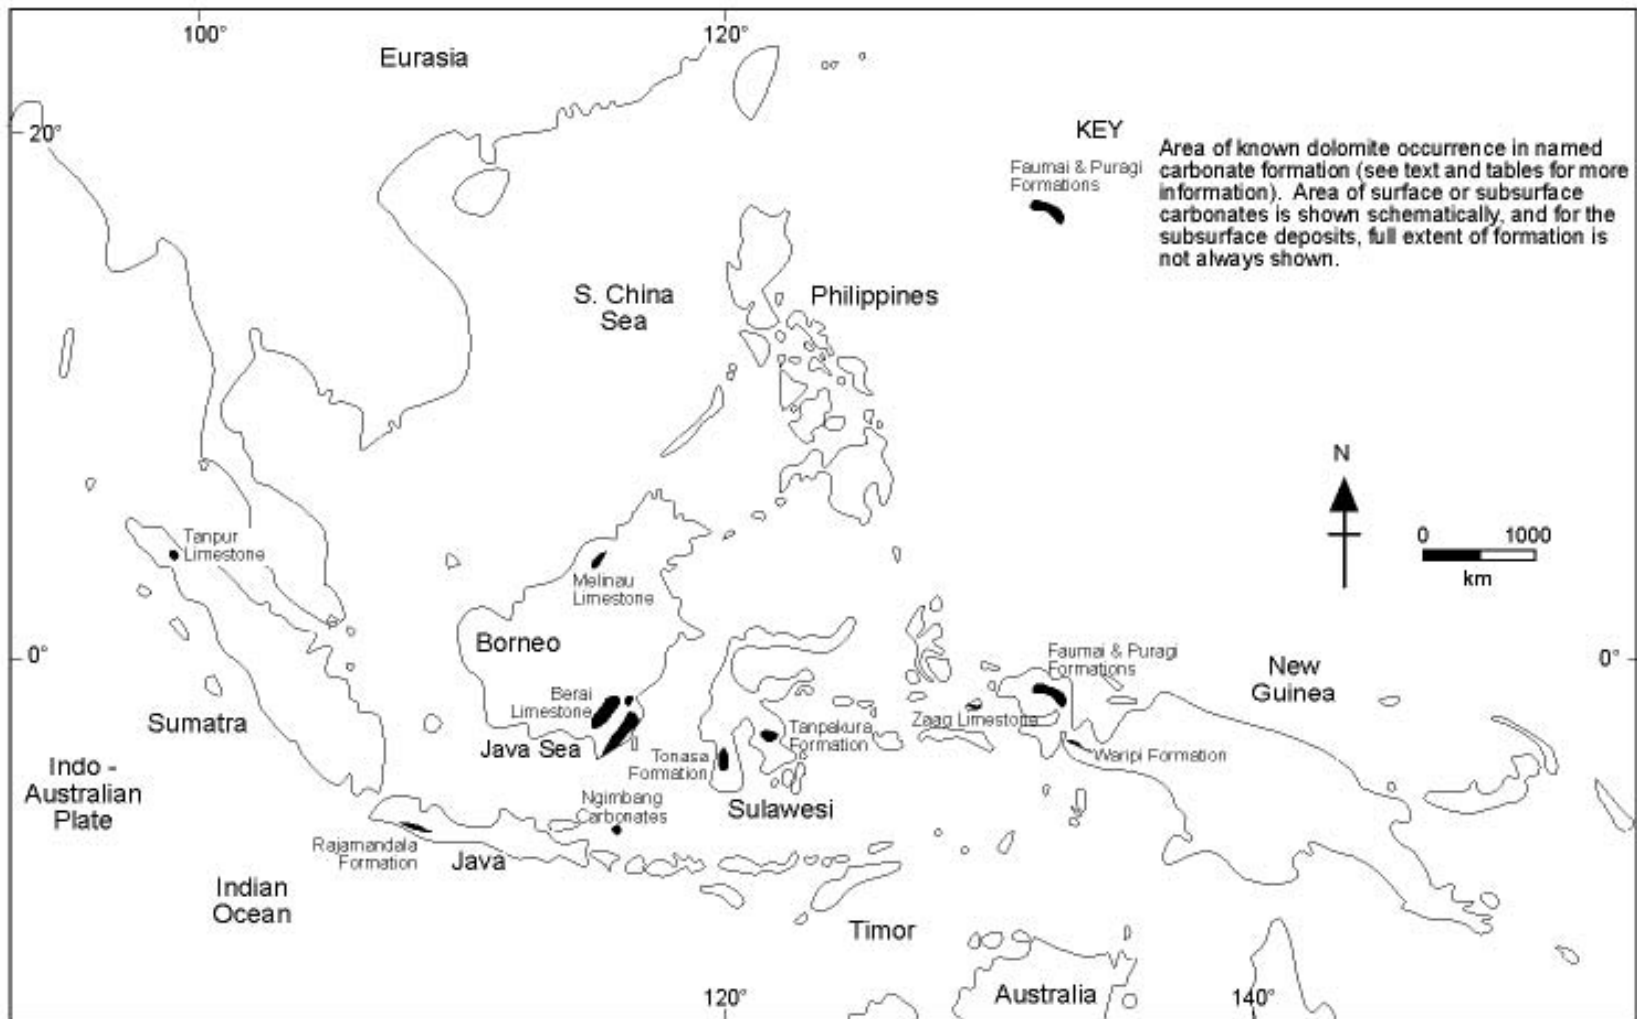 100°
120°
Eurasia
20°
KEY
Faumai & Puragi
Formations
Area of known dolomite occurrence in named
carbonate formation (see text and tables for more
information). Area of surface or subsurface
carbonates is shown schematically, and for the
subsurface deposits, full extent of formation is
not always shown.
S. China
Sea
Philippines
N
0
1000
km
Tanpur
Limestone
Melinau
Limestone
Borneo
0°
Faumai & Puragi
Formations
New
Guinea
0°
Berai
Limestone
Sumatra
Java Sea
Zaag Limestone
Tanpakura
Formation
Tonasa
Formation
Waripi Formation
Indo -
Australian
Plate
Ngimbang
Carbonates
Sulawesi
Rajamandala
Formation
Java
Indian
Ocean
Timor
120°
Australia
140°